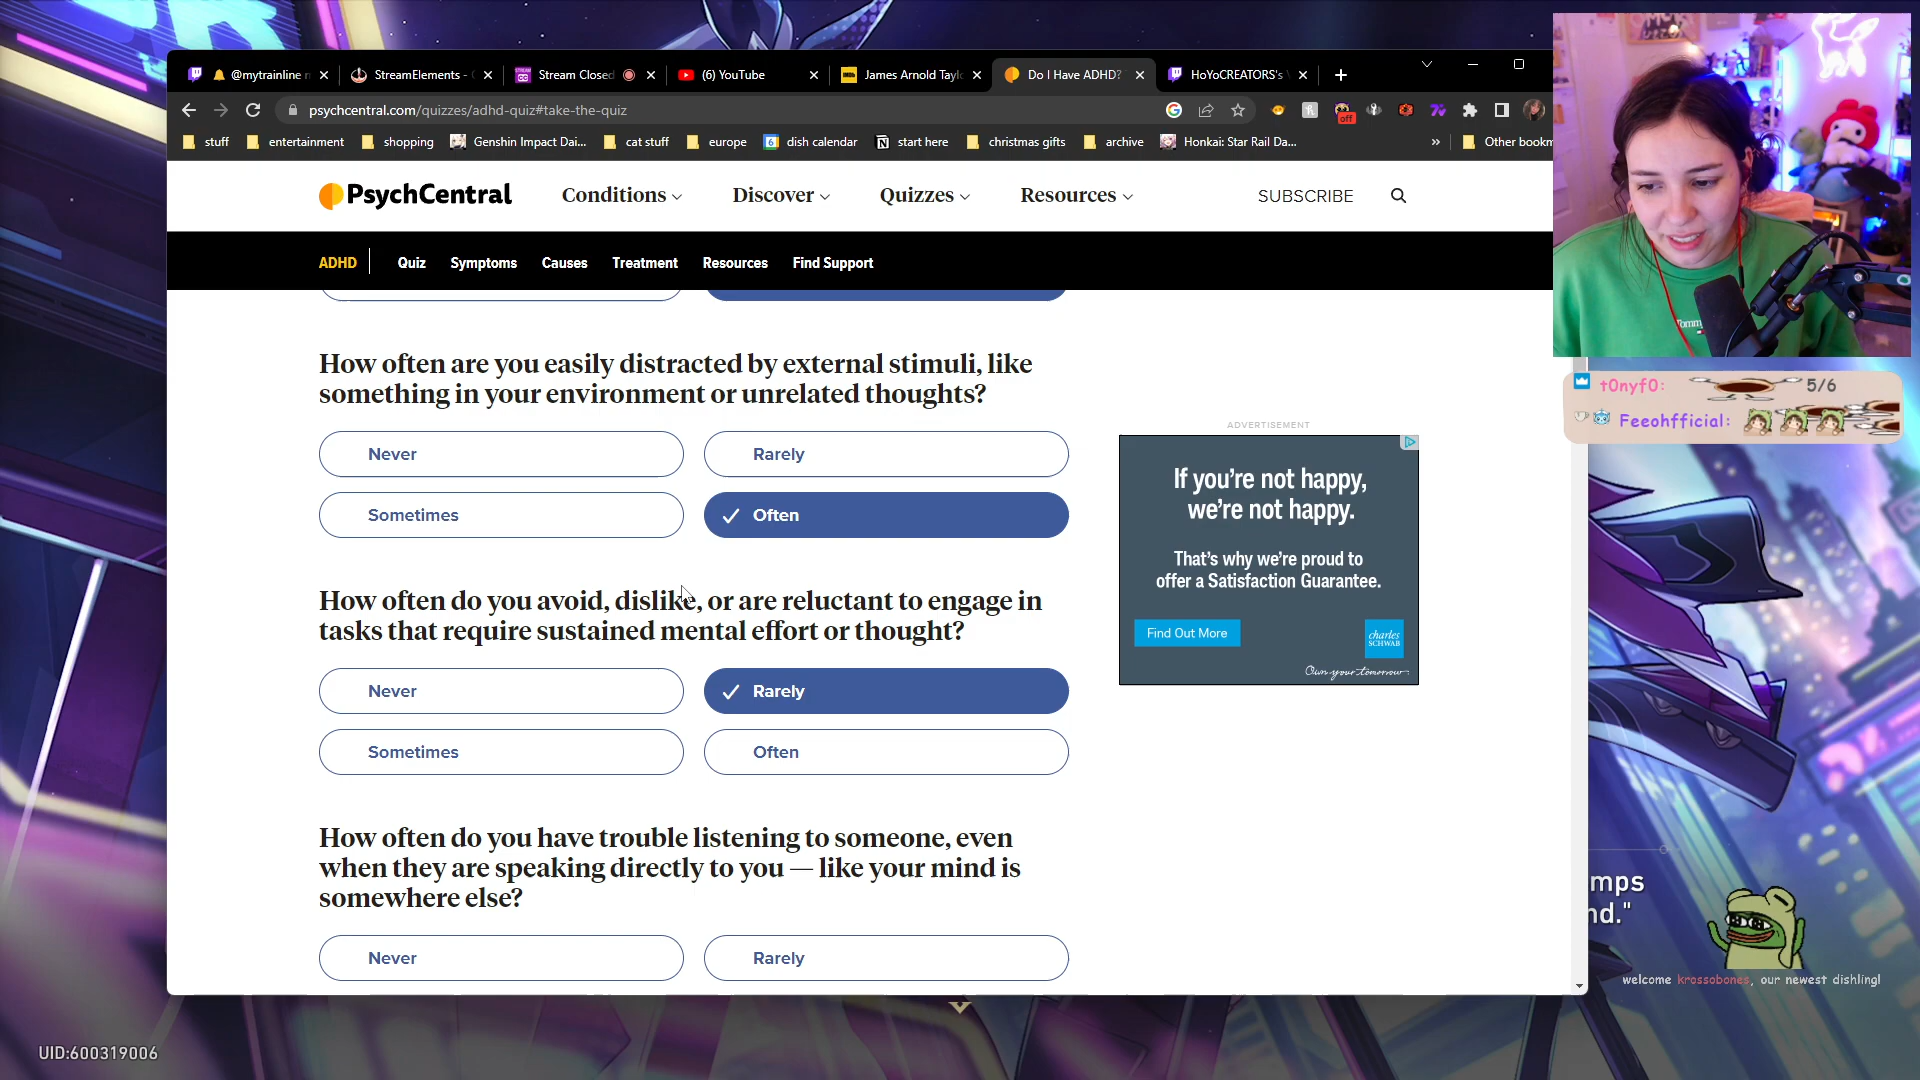 @mytrainline
StreamElements -
Stream Closed
(6) YouTube
James Arnold Tayl
Do I Have ADHD?
HoYoCREATORS's
psychcentral.com/quizzes/adhd-quiz#take-the-quiz
off
stuff
entertainment
shopping
Genshin Impact Dai...
cat stuff
europe
dish calendar
start here
christmas gifts
archive
Honkai: Star Rail Da...
»
Other bookm
PsychCentral
Conditions
Discover
Quizzes
Resources
SUBSCRIBE
ADHD
Quiz
Symptoms
Causes
Treatment
Resources
Find Support
How often are you easily distracted by external stimuli, like
something in your environment or unrelated thoughts?
Never
Rarely
Sometimes
Often
How often do you avoid, dislike, or are reluctant to engage in
tasks that require sustained mental effort or thought?
Never
Rarely
Sometimes
Often
How often do you have trouble listening to someone, even
when they are speaking directly to you — like your mind is
somewhere else?
Never
Rarely
ADVERTISEMENT
If you're not happy,
we're not happy.
That's why we're proud to
offer a Satisfaction Guarantee.
Find Out More
charles
SCHWAB
Own your tomorrow.
t0nyf0: 5/6
Feeohfficial:
mps
nd."
welcome krossobones, our newest dishling!
UID:600319006